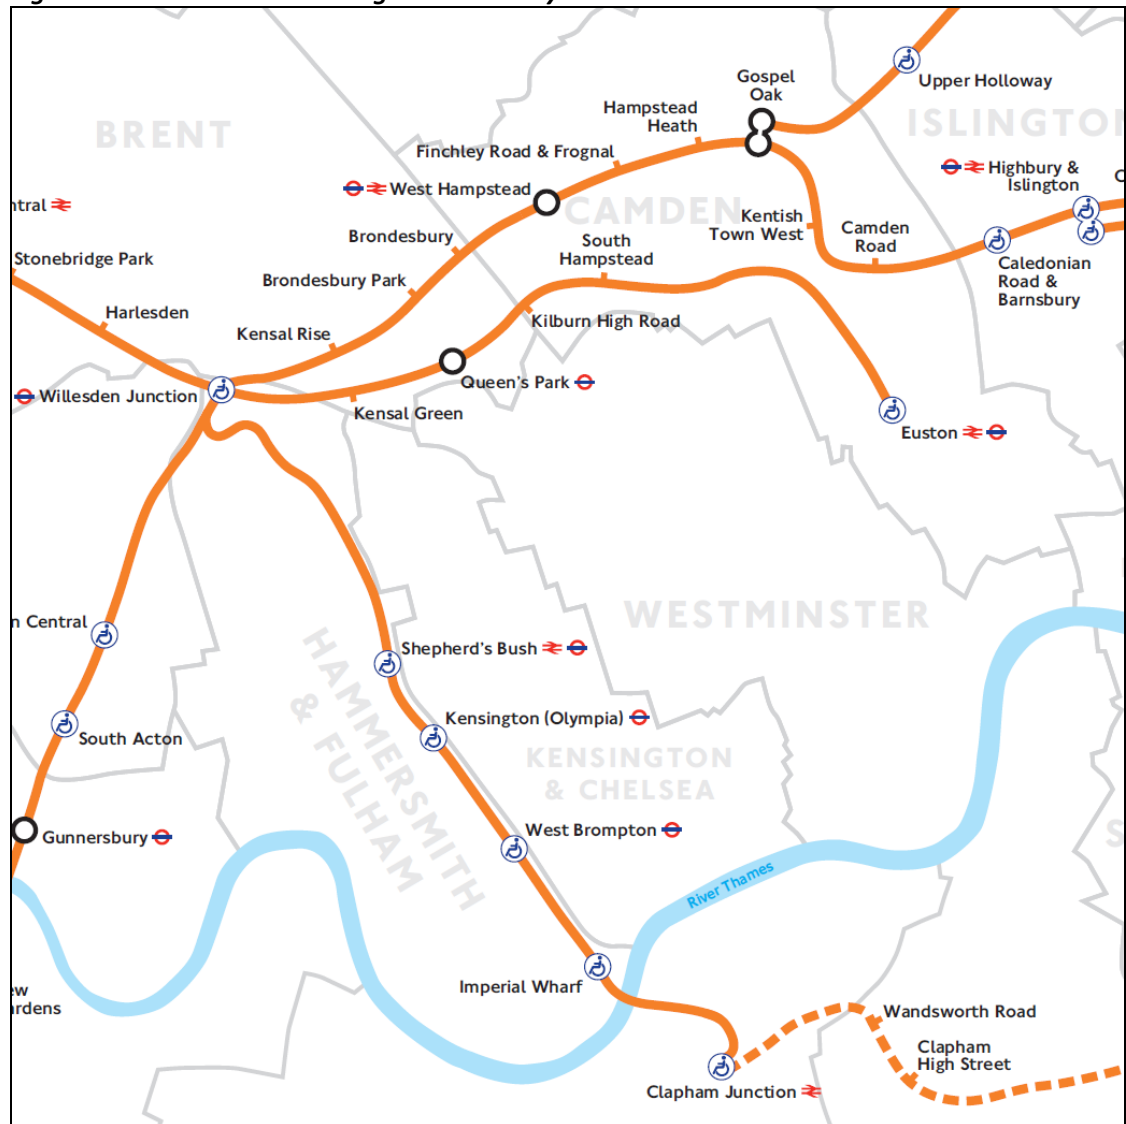 BRENT
Gospel
Oak
Upper Holloway
Hampstead
Heath
ISLINGTON
Finchley Road & Frognal
Highbury &
Islington
West Hampstead
CAMDEN
Kentish
Town West
Camden
Road
Brondesbury
South
Hampstead
Stonebridge Park
Caledonian
Road &
Barnsbury
Brondesbury Park
Harlesden
Kilburn High Road
Kensal Rise
Queen's Park
Willesden Junction
Kensal Green
Euston
WESTMINSTER
n Central
Shepherd's Bush
HAMMERSMITH
& FULHAM
Kensington (Olympia)
South Acton
KENSINGTON
& CHELSEA
West Brompton
Gunnersbury
River Thames
Imperial Wharf
Wandsworth Road
Clapham
High Street
Clapham Junction